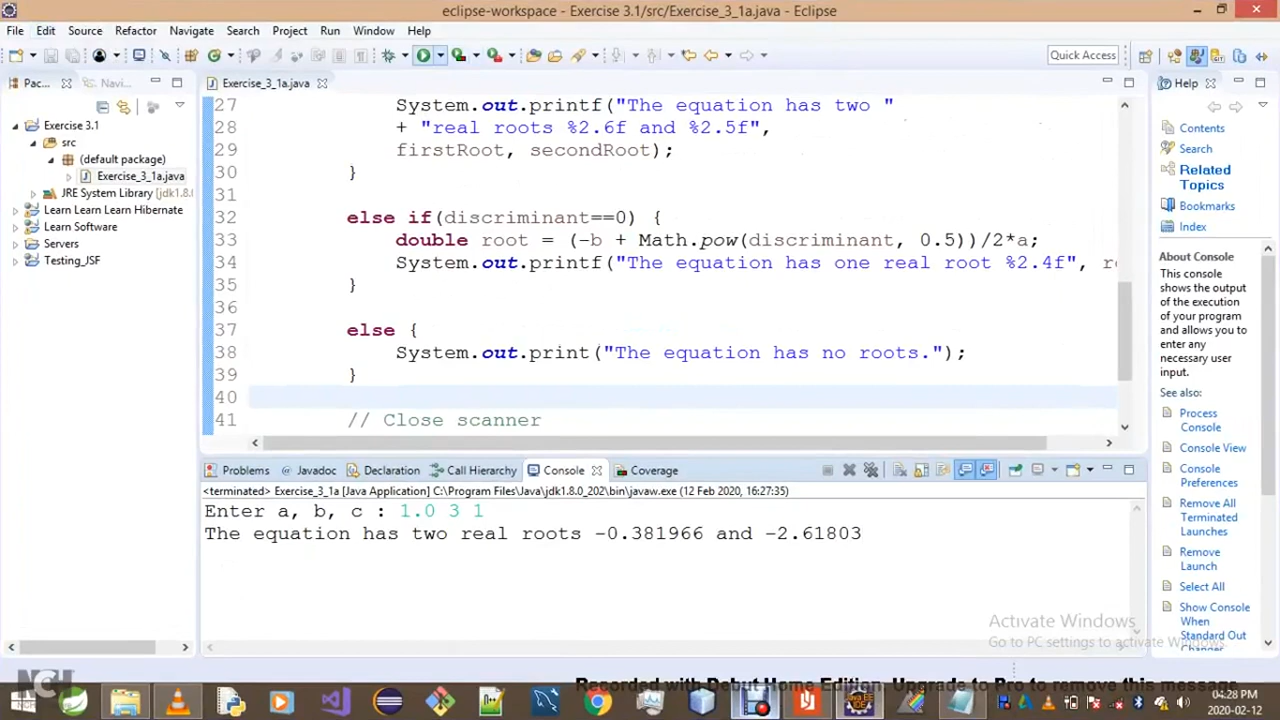 eclipse-workspace - Exercise 3.1/src/Exercise_3_1a.java - Eclipse
File Edit Source Refactor Navigate Search Project Run Window Help
Quick Access
Pac... Navi...
Exercise 3.1
src
(default package)
Exercise_3_1a.java
JRE System Library [jdk1.8.0
Learn Learn Learn Hibernate
Learn Software
Servers
Testing_JSF
Exercise_3_1a.java
27 System.out.printf("The equation has two "
28 + "real roots %2.6f and %2.5f",
29 firstRoot, secondRoot);
30 }
31
32 else if(discriminant==0) {
33 double root = (-b + Math.pow(discriminant, 0.5))/2*a;
34 System.out.printf("The equation has one real root %2.4f", r
35 }
36
37 else {
38 System.out.print("The equation has no roots.");
39 }
40
41 // Close scanner
Problems Javadoc Declaration Call Hierarchy Console Coverage
<terminated> Exercise_3_1a [Java Application] C:\Program Files\Java\jdk1.8.0_202\bin\javaw.exe (12 Feb 2020, 16:27:35)
Enter a, b, c : 1.0 3 1
The equation has two real roots -0.381966 and -2.61803
Help
Contents
Search
Related
Topics
Bookmarks
Index
About Console
This console
shows the output
of the execution
of your program
and allows you to
enter any
necessary user
input.
See also:
Process
Console
Console View
Console
Preferences
Remove All
Terminated
Launches
Remove
Launch
Select All
Show Console
When
Standard Out
Activate Windows
Go to PC settings to activate Windows.
NCH
Recorded with Debut Home Edition. Upgrade to Pro to remove this message
04:28 PM
2020-02-12